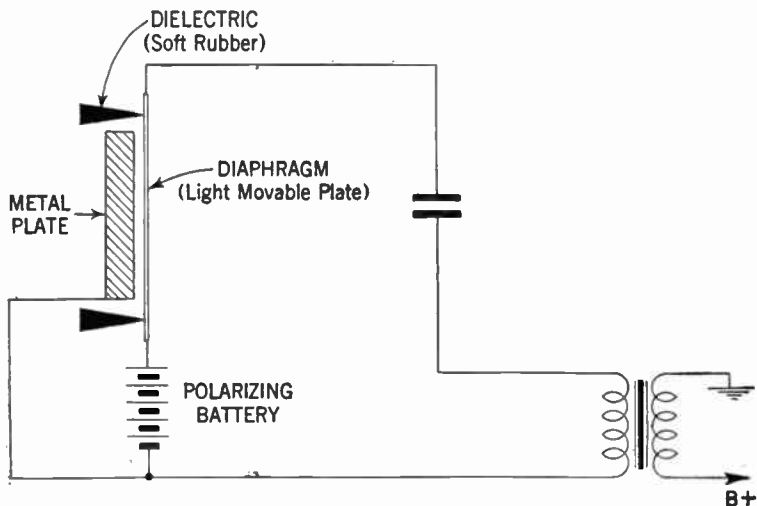 DIELECTRIC
(Soft Rubber)
DIAPHRAGM
(Light Movable Plate)
METAL
PLATE
POLARIZING
BATTERY
B+